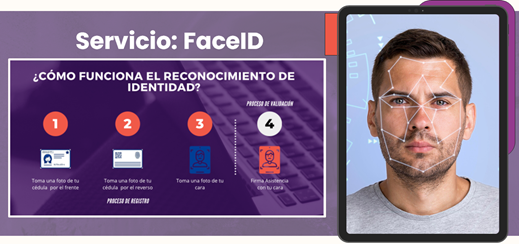 Servicio: FaceID
¿CÓMO FUNCIONA EL RECONOCIMIENTO DE
IDENTIDAD?
PROCESO DE VALIDACIÓN
1
2
3
4
Toma una foto de tu
cédula por el frente
Toma una foto de tu
cédula por el reverso
Toma una foto de tu
cara
Firma Asistencia
con tu cara
PROCESO DE REGISTRO